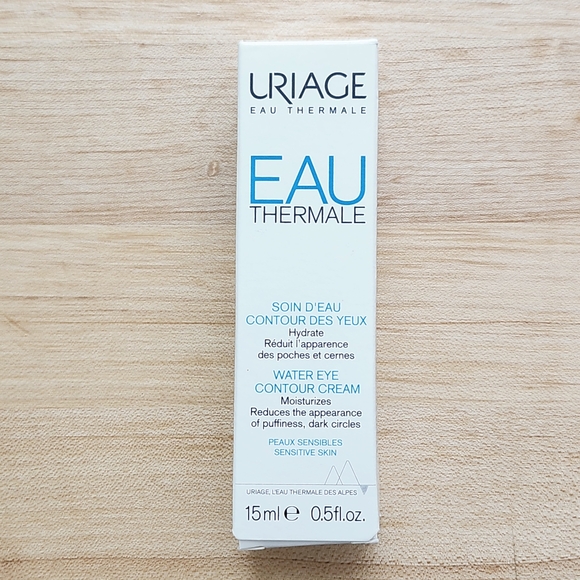 URIAGE
EAU THERMALE
EAU
THERMALE
SOIN D'EAU
CONTOUR DES YEUX
Hydrate
Réduit l'apparence
des poches et cernes
WATER EYE
CONTOUR CREAM
Moisturizes
Reduces the appearance
of puffiness, dark circles
PEAUX SENSIBLES
SENSITIVE SKIN
URIAGE, L'EAU THERMALE DES ALPES
15ml ℮ 0.5fl.oz.